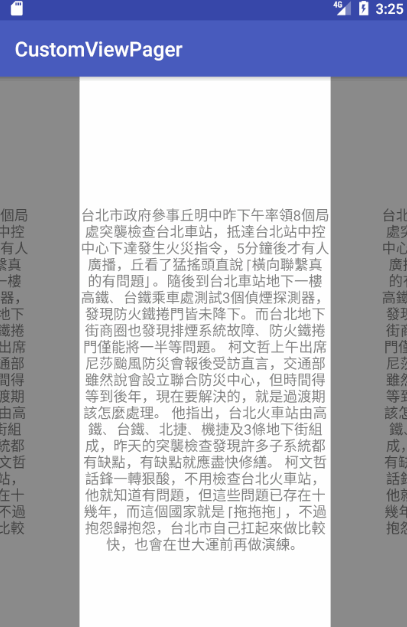 4G 3:25
CustomViewPager
台北市政府參事丘明中昨下午率領8個局
處突襲檢查台北車站，抵達台北站中控
中心下達發生火災指令，5分鐘後才有人
廣播，丘看了猛搖頭直說「橫向聯繫真
的有問題」。隨後到台北車站地下一樓
高鐵、台鐵乘車處測試3個偵煙探測器，
發現防火鐵捲門皆未降下。而台北地下
街商圈也發現排煙系統故障、防火鐵捲
門僅能將一半等問題。 柯文哲上午出席
尼莎颱風防災會報後受訪直言，交通部
雖然說會設立聯合防災中心，但時間得
等到後年，現在要解決的，就是過渡期
該怎麼處理。 他指出，台北火車站由高
鐵、台鐵、北捷、機捷及3條地下街組
成，昨天的突襲檢查發現許多子系統都
有缺點，有缺點就應盡快修繕。 柯文哲
話鋒一轉狠酸，不用檢查台北火車站，
他就知道有問題，但這些問題已存在十
幾年，而這個國家就是「拖拖拖」，不過
抱怨歸抱怨，台北市自己扛起來做比較
快，也會在世大運前再做演練。
個局
中控
有人
繫真
一樓
器，
地下
鐵捲
出席
通部
間得
渡期
由高
街組
統都
文哲
站，
在十
不過
比較
台北
處突
中心
廣播
的有
高鐵
發現
街商
門僅
尼莎
雖然
等到
該怎
鐵、
成，
有缺
話鋒
他就
幾年
抱怨